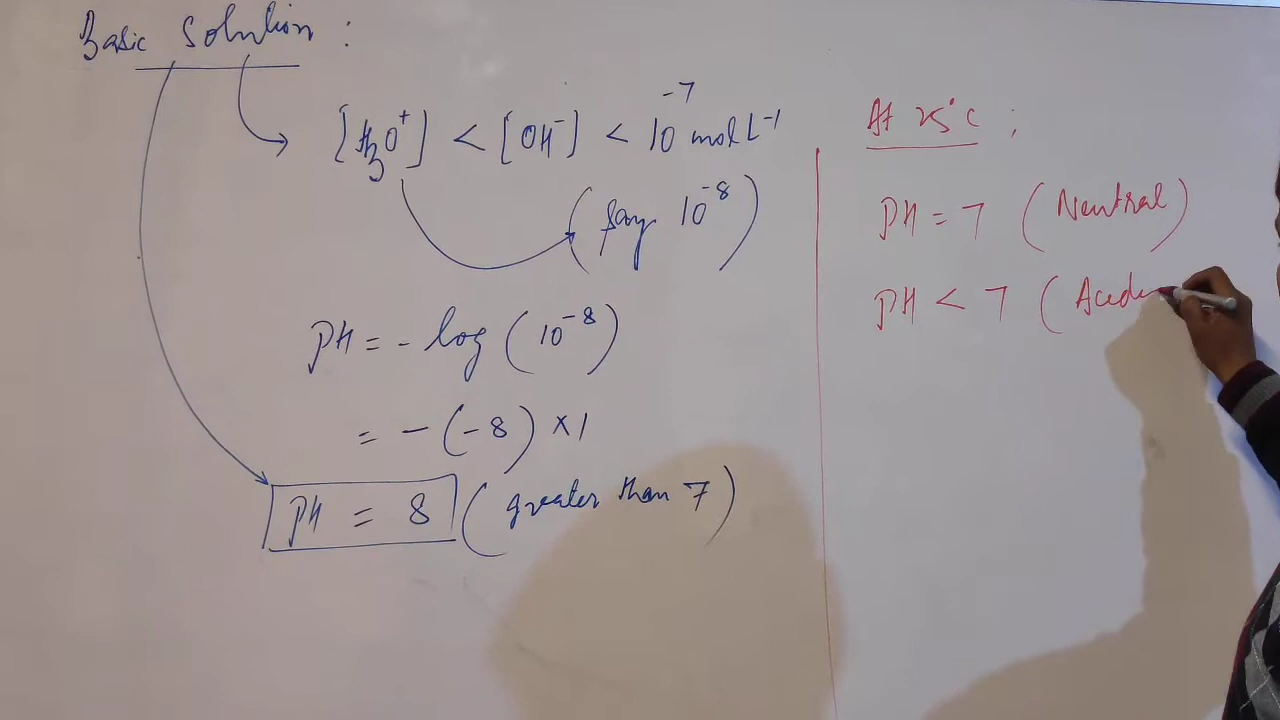 Basic Solution :
[H3O+] < [OH-] < 10^-7 mol L^-1
(say 10^-8)
PH = - log (10^-8)
= - (-8) × 1
PH = 8 (greater than 7)
At 25°C ;
PH = 7 (Neutral)
PH < 7 (Acedi